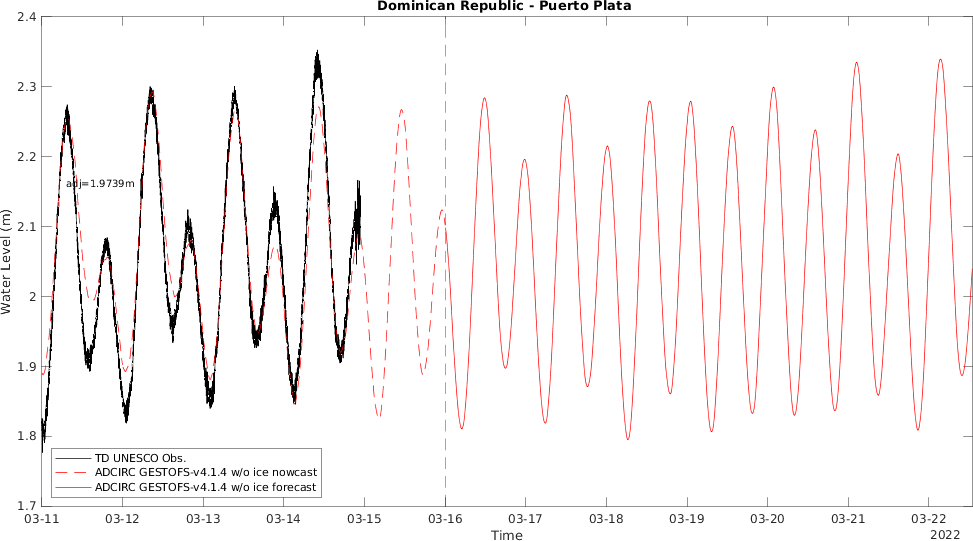 Dominican Republic - Puerto Plata
Water Level (m)
2.4
2.3
2.2
2.1
2
1.9
1.8
1.7
adj=1.9739m
TD UNESCO Obs.
ADCIRC GESTOFS-v4.1.4 w/o ice nowcast
ADCIRC GESTOFS-v4.1.4 w/o ice forecast
03-11 03-12 03-13 03-14 03-15 03-16 03-17 03-18 03-19 03-20 03-21 03-22
2022
Time